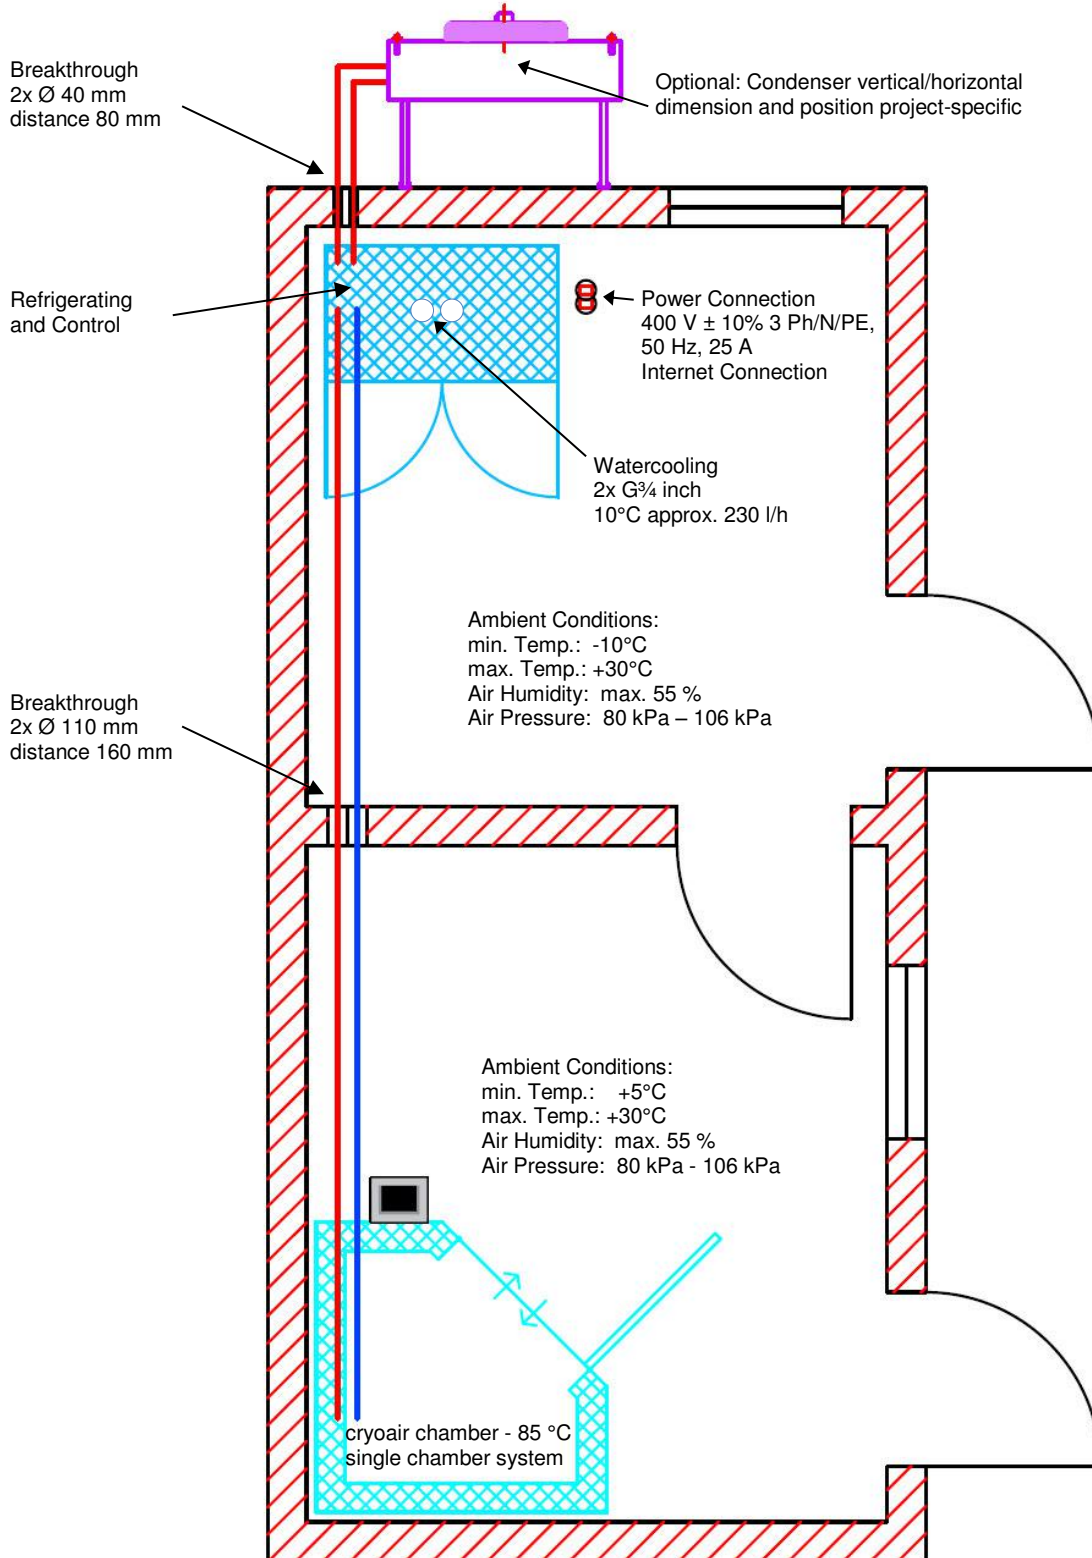 Breakthrough
2x Ø 40 mm
distance 80 mm
Optional: Condenser vertical/horizontal
dimension and position project-specific
Refrigerating
and Control
Power Connection
400 V ± 10% 3 Ph/N/PE,
50 Hz, 25 A
Internet Connection
Watercooling
2x G¾ inch
10°C approx. 230 l/h
Ambient Conditions:
min. Temp.: -10°C
max. Temp.: +30°C
Air Humidity: max. 55 %
Air Pressure: 80 kPa – 106 kPa
Breakthrough
2x Ø 110 mm
distance 160 mm
Ambient Conditions:
min. Temp.: +5°C
max. Temp.: +30°C
Air Humidity: max. 55 %
Air Pressure: 80 kPa - 106 kPa
cryoair chamber - 85 °C
single chamber system